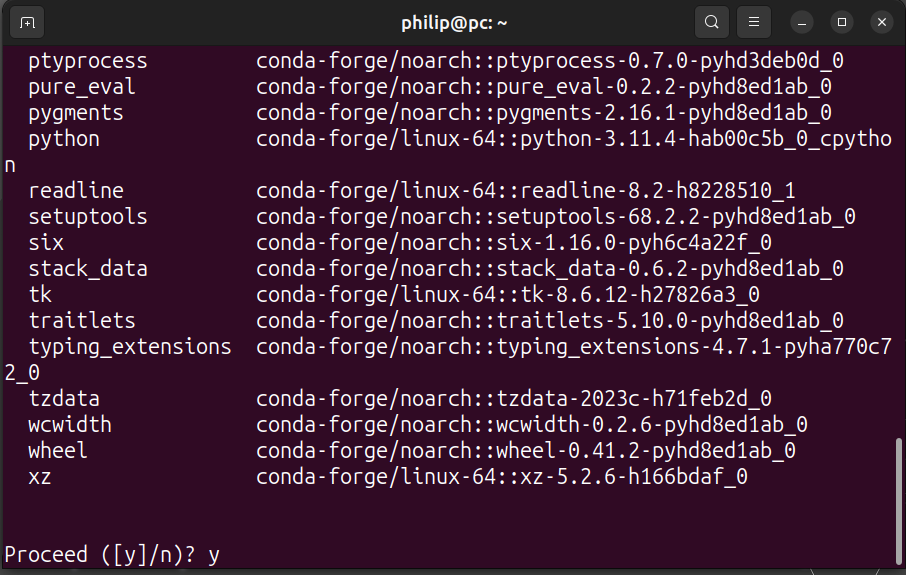 philip@pc: ~
ptyprocess conda-forge/noarch::ptyprocess-0.7.0-pyhd3deb0d_0
pure_eval conda-forge/noarch::pure_eval-0.2.2-pyhd8ed1ab_0
pygments conda-forge/noarch::pygments-2.16.1-pyhd8ed1ab_0
python conda-forge/linux-64::python-3.11.4-hab00c5b_0_cpytho
n
readline conda-forge/linux-64::readline-8.2-h8228510_1
setuptools conda-forge/noarch::setuptools-68.2.2-pyhd8ed1ab_0
six conda-forge/noarch::six-1.16.0-pyh6c4a22f_0
stack_data conda-forge/noarch::stack_data-0.6.2-pyhd8ed1ab_0
tk conda-forge/linux-64::tk-8.6.12-h27826a3_0
traitlets conda-forge/noarch::traitlets-5.10.0-pyhd8ed1ab_0
typing_extensions conda-forge/noarch::typing_extensions-4.7.1-pyha770c7
2_0
tzdata conda-forge/noarch::tzdata-2023c-h71feb2d_0
wcwidth conda-forge/noarch::wcwidth-0.2.6-pyhd8ed1ab_0
wheel conda-forge/noarch::wheel-0.41.2-pyhd8ed1ab_0
xz conda-forge/linux-64::xz-5.2.6-h166bdaf_0
Proceed ([y]/n)? y